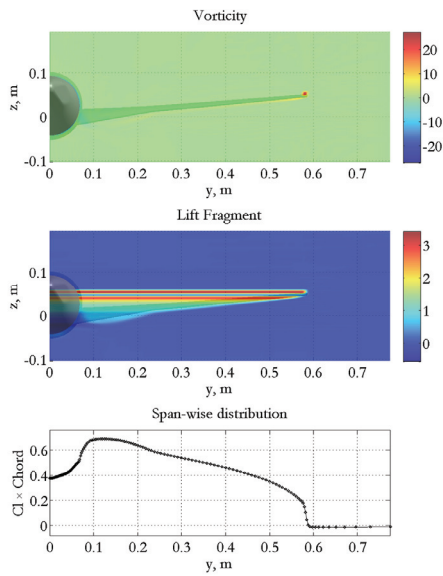 Vorticity
z, m
0.1
0
-0.1
0 0.1 0.2 0.3 0.4 0.5 0.6 0.7
y, m
20
10
0
-10
-20
Lift Fragment
z, m
0.1
0
-0.1
0 0.1 0.2 0.3 0.4 0.5 0.6 0.7
y, m
3
2
1
0
Span-wise distribution
Cl × Chord
0.6
0.4
0.2
0
0 0.1 0.2 0.3 0.4 0.5 0.6 0.7
y, m